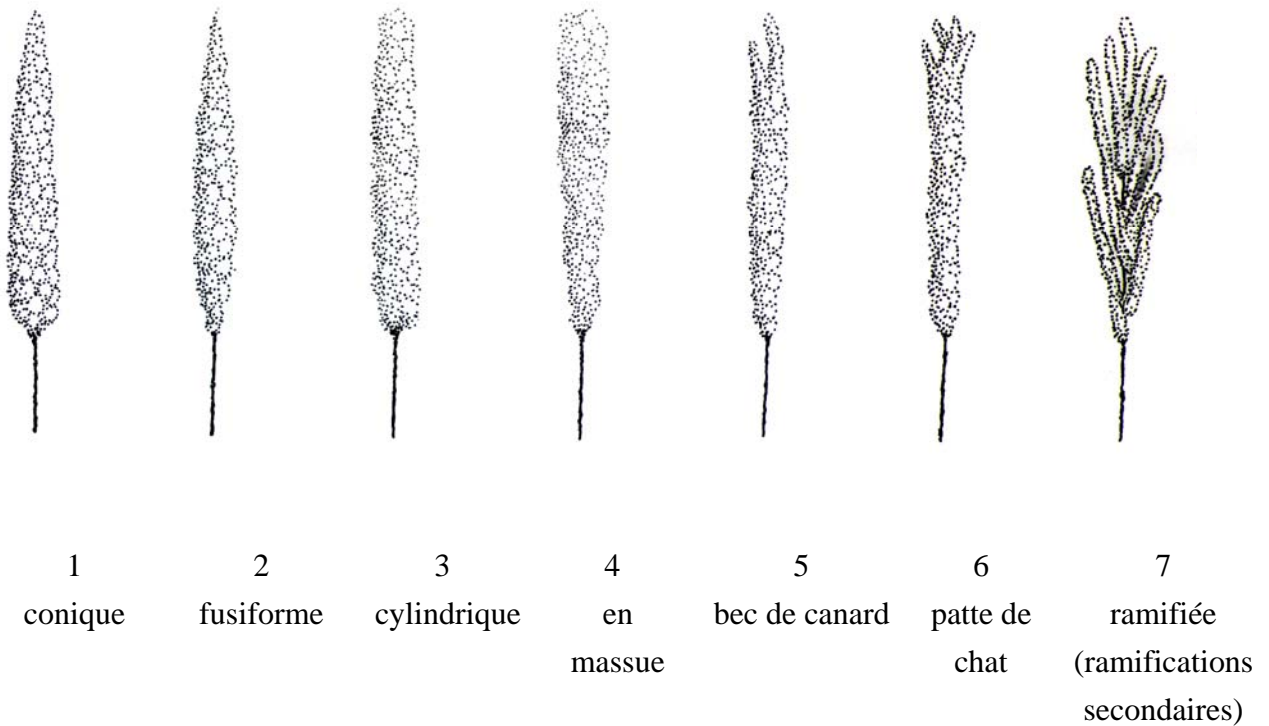 1 2 3 4 5 6 7
conique fusiforme cylindrique en bec de canard patte de ramifiée
massue chat (ramifications
secondaires)